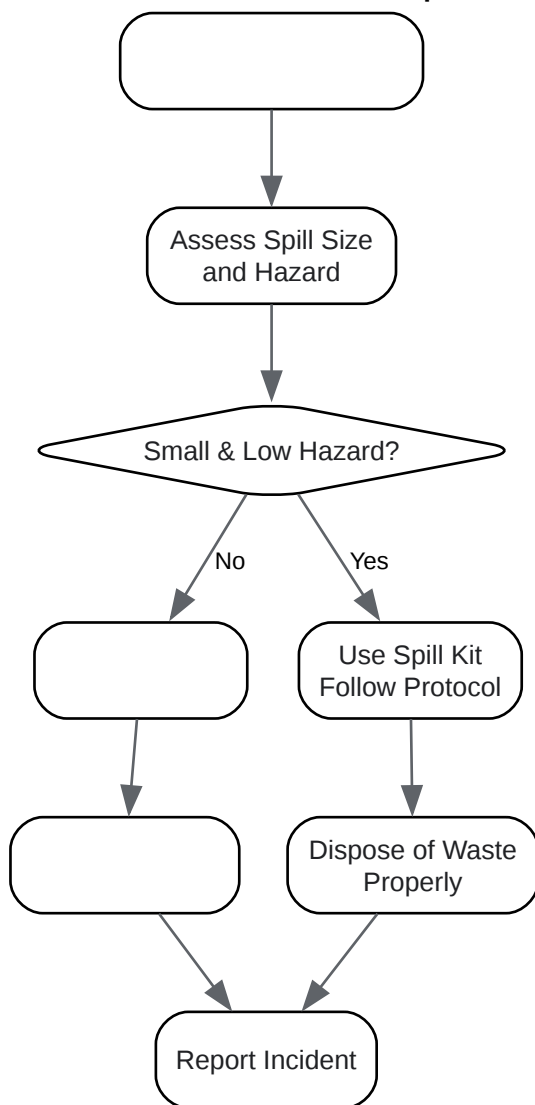 Assess Spill Size
and Hazard
Small & Low Hazard?
No
Yes
Use Spill Kit
Follow Protocol
Dispose of Waste
Properly
Report Incident